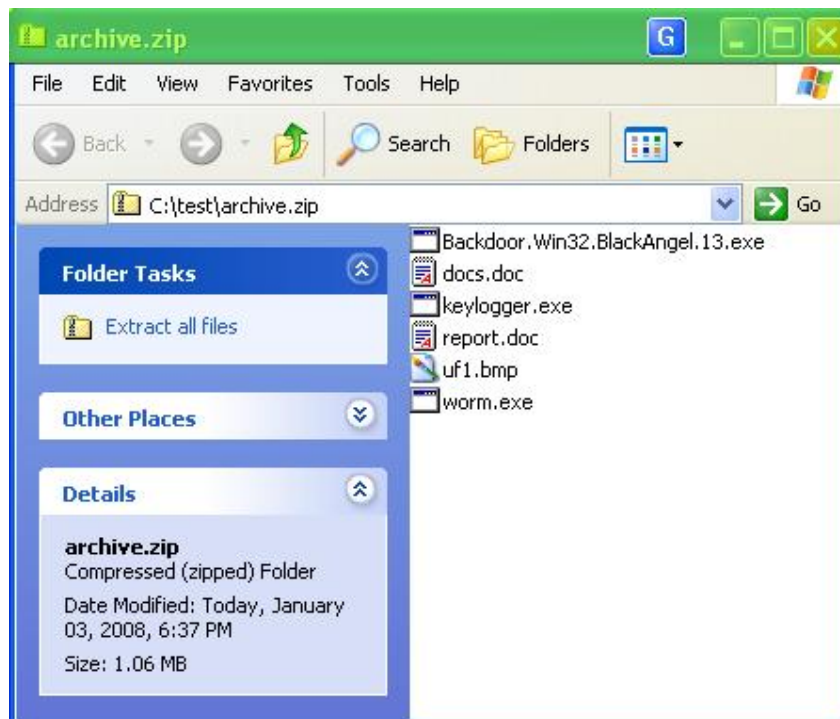 archive.zip
G
File Edit View Favorites Tools Help
Back Search Folders
Address C:\test\archive.zip Go
Folder Tasks
Extract all files
Other Places
Details
archive.zip
Compressed (zipped) Folder
Date Modified: Today, January
03, 2008, 6:37 PM
Size: 1.06 MB
Backdoor.Win32.BlackAngel.13.exe
docs.doc
keylogger.exe
report.doc
uf1.bmp
worm.exe